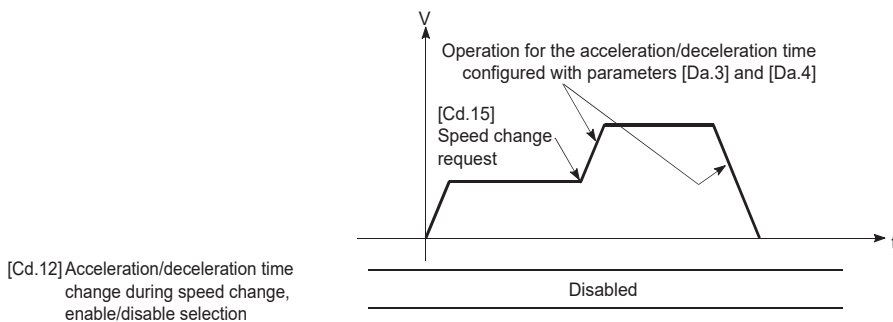 V
Operation for the acceleration/deceleration time
configured with parameters [Da.3] and [Da.4]
[Cd.15]
Speed change
request
t
[Cd.12] Acceleration/deceleration time
change during speed change,
enable/disable selection
Disabled